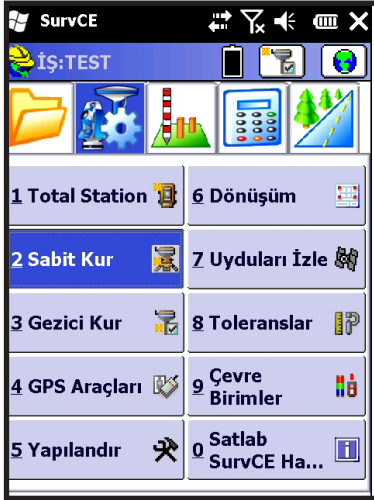 SurvCE
İŞ:TEST
1 Total Station
6 Dönüşüm
2 Sabit Kur
7 Uyduları İzle
3 Gezici Kur
8 Toleranslar
4 GPS Araçları
9 Çevre
Birimler
5 Yapılandır
0 Satlab
SurvCE Ha...